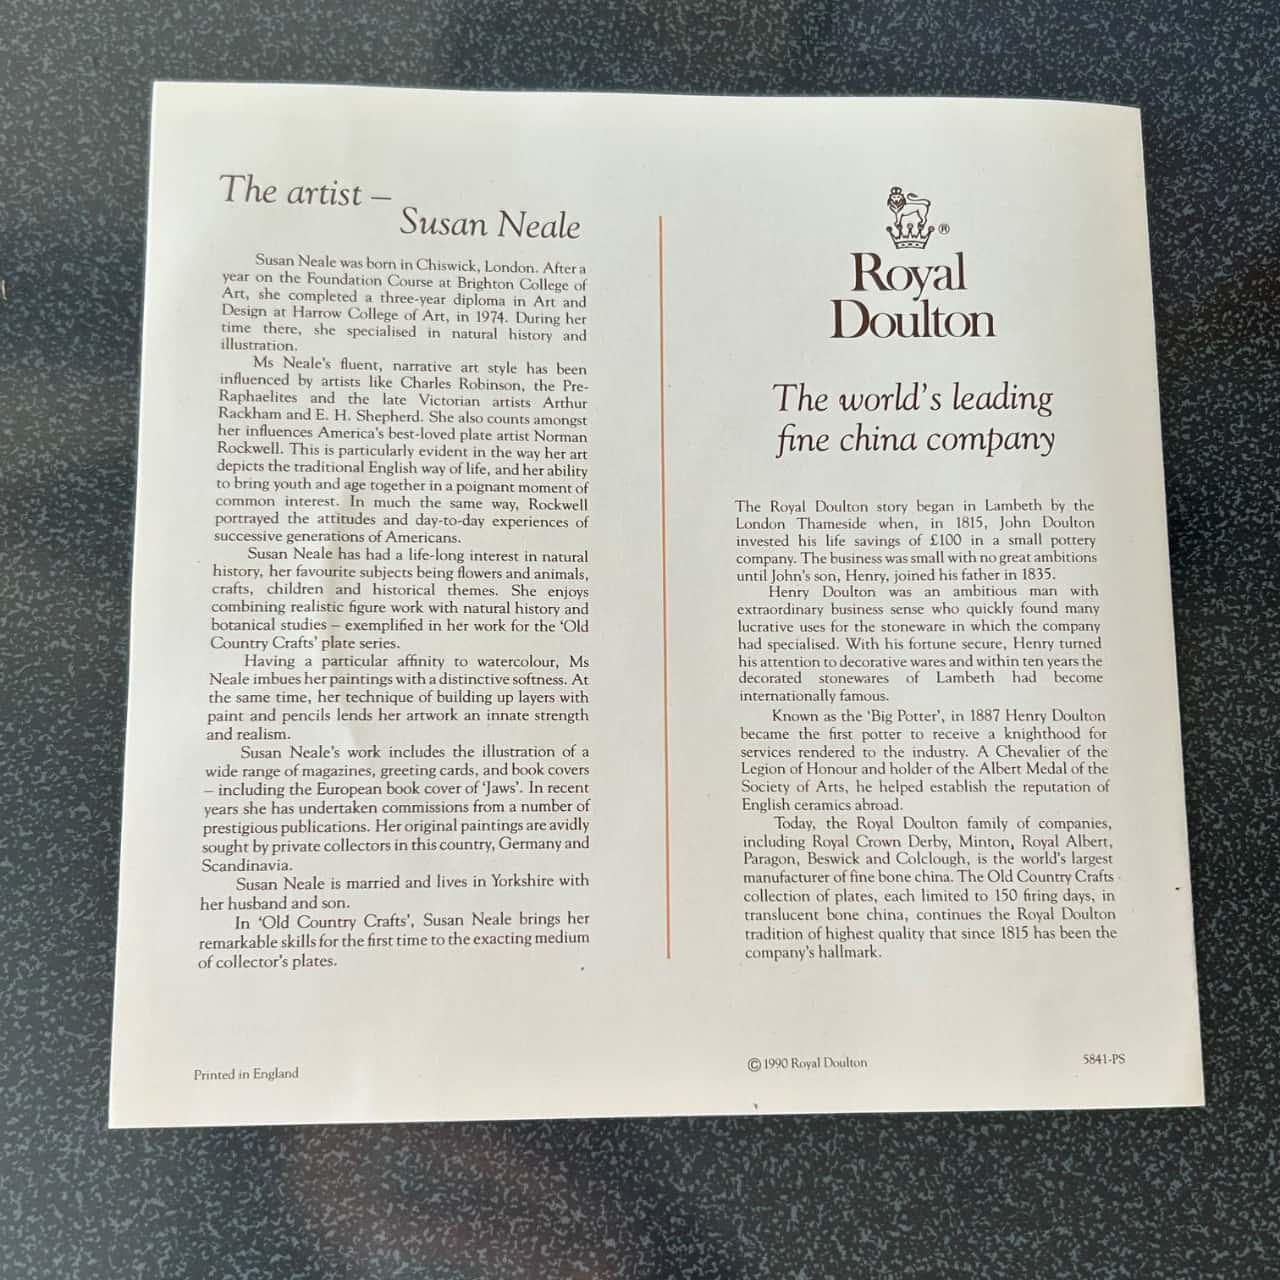 The artist –
Susan Neale
Susan Neale was born in Chiswick, London. After a
year on the Foundation Course at Brighton College of
Art, she completed a three-year diploma in Art and
Design at Harrow College of Art, in 1974. During her
time there, she specialised in natural history and
illustration.
Ms Neale's fluent, narrative art style has been
influenced by artists like Charles Robinson, the Pre-
Raphaelites and the late Victorian artists Arthur
Rackham and E. H. Shepherd. She also counts amongst
her influences America's best-loved plate artist Norman
Rockwell. This is particularly evident in the way her art
depicts the traditional English way of life, and her ability
to bring youth and age together in a poignant moment of
common interest. In much the same way, Rockwell
portrayed the attitudes and day-to-day experiences of
successive generations of Americans.
Susan Neale has had a life-long interest in natural
history, her favourite subjects being flowers and animals,
crafts, children and historical themes. She enjoys
combining realistic figure work with natural history and
botanical studies – exemplified in her work for the 'Old
Country Crafts' plate series.
Having a particular affinity to watercolour, Ms
Neale imbues her paintings with a distinctive softness. At
the same time, her technique of building up layers with
paint and pencils lends her artwork an innate strength
and realism.
Susan Neale's work includes the illustration of a
wide range of magazines, greeting cards, and book covers
– including the European book cover of 'Jaws'. In recent
years she has undertaken commissions from a number of
prestigious publications. Her original paintings are avidly
sought by private collectors in this country, Germany and
Scandinavia.
Susan Neale is married and lives in Yorkshire with
her husband and son.
In 'Old Country Crafts', Susan Neale brings her
remarkable skills for the first time to the exacting medium
of collector's plates.
Printed in England
®
Royal
Doulton
The world's leading
fine china company
The Royal Doulton story began in Lambeth by the
London Thameside when, in 1815, John Doulton
invested his life savings of £100 in a small pottery
company. The business was small with no great ambitions
until John's son, Henry, joined his father in 1835.
Henry Doulton was an ambitious man with
extraordinary business sense who quickly found many
lucrative uses for the stoneware in which the company
had specialised. With his fortune secure, Henry turned
his attention to decorative wares and within ten years the
decorated stonewares of Lambeth had become
internationally famous.
Known as the 'Big Potter', in 1887 Henry Doulton
became the first potter to receive a knighthood for
services rendered to the industry. A Chevalier of the
Legion of Honour and holder of the Albert Medal of the
Society of Arts, he helped establish the reputation of
English ceramics abroad.
Today, the Royal Doulton family of companies,
including Royal Crown Derby, Minton, Royal Albert,
Paragon, Beswick and Colclough, is the world's largest
manufacturer of fine bone china. The Old Country Crafts
collection of plates, each limited to 150 firing days, in
translucent bone china, continues the Royal Doulton
tradition of highest quality that since 1815 has been the
company's hallmark.
© 1990 Royal Doulton
5841-PS